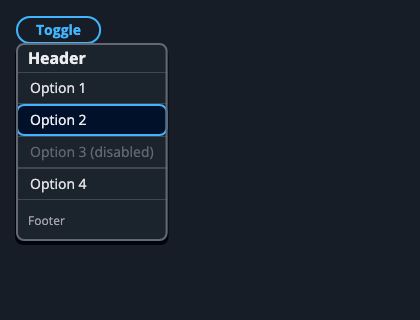 Toggle
Header
Option 1
Option 2
Option 3 (disabled)
Option 4
Footer